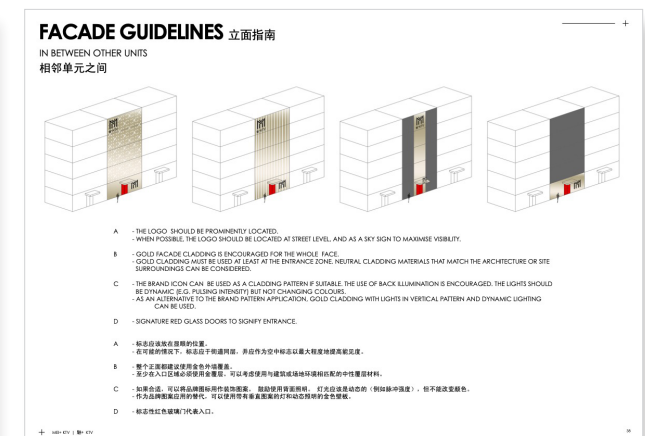 FACADE GUIDELINES 立面指南
IN BETWEEN OTHER UNITS
相邻单元之间
A - THE LOGO SHOULD BE PROMINENTLY LOCATED.
- WHEN POSSIBLE, THE LOGO SHOULD BE LOCATED AT STREET LEVEL, AND AS A SKY SIGN TO MAXIMISE VISIBILITY.
B - GOLD FACADE CLADDING IS ENCOURAGED FOR THE WHOLE FACE.
- GOLD CLADDING MUST BE USED AT LEAST AT THE ENTRANCE ZONE. NEUTRAL CLADDING MATERIALS THAT MATCH THE ARCHITECTURE OR SITE
SURROUNDINGS CAN BE CONSIDERED.
C - THE BRAND ICON CAN BE USED AS A CLADDING PATTERN IF SUITABLE. THE USE OF BACK ILLUMINATION IS ENCOURAGED. THE LIGHTS SHOULD
BE DYNAMIC (E.G. PULSING INTENSITY) BUT NOT CHANGING COLOURS.
- AS AN ALTERNATIVE TO THE BRAND PATTERN APPLICATION, GOLD CLADDING WITH LIGHTS IN VERTICAL PATTERN AND DYNAMIC LIGHTING
CAN BE USED.
D - SIGNATURE RED GLASS DOORS TO SIGNIFY ENTRANCE.
A - 标志应该放在显眼的位置。
- 在可能的情况下，标志应于街道同层，并应作为空中标志以最大程度地提高能见度。
B - 整个正面都建议使用金色外墙覆盖。
- 至少在入口区域必须使用金覆层。可以考虑使用与建筑或场地环境相匹配的中性覆层材料。
C - 如果合适，可以将品牌图标用作装饰图案。 鼓励使用背面照明。 灯光应该是动态的（例如脉冲强度），但不能改变颜色。
- 作为品牌图案应用的替代，可以使用带有垂直图案的灯和动态照明的金色壁板。
D - 标志性红色玻璃门代表入口。
KTV
KTV